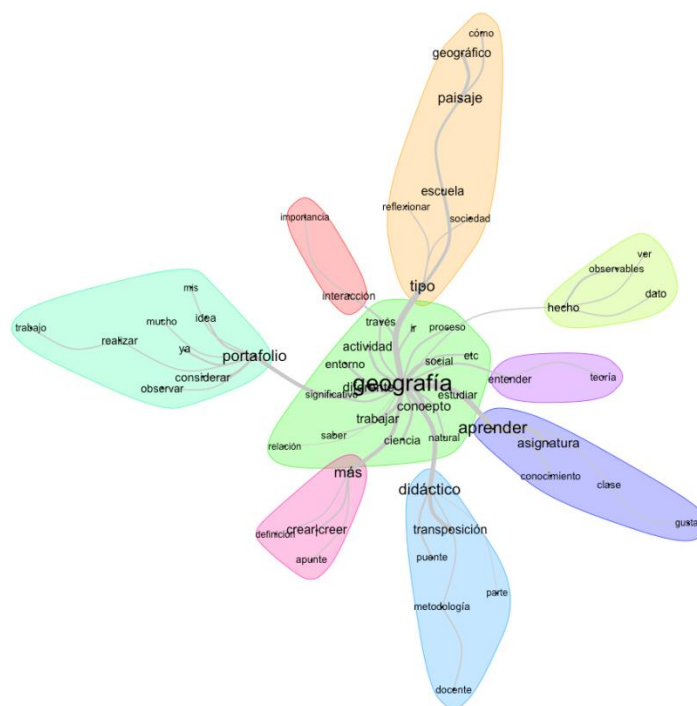 cómo
geográfico
paisaje
escuela
reflexionar
sociedad
importancia
ver
observables
tipo
interacción
dato
hecho
mis
idea
través
ir
proceso
mucho
trabajo
realizar
actividad
ya
portafolio
etc
social
entorno
considerar
entender
teoría
geografía
observar
significativo
estudiar
concepto
trabajar
aprender
saber
ciencia
natural
asignatura
relación
más
conocimiento
clase
didáctico
gustar
definición
crear
creer
transposición
apunte
puente
parte
metodología
docente